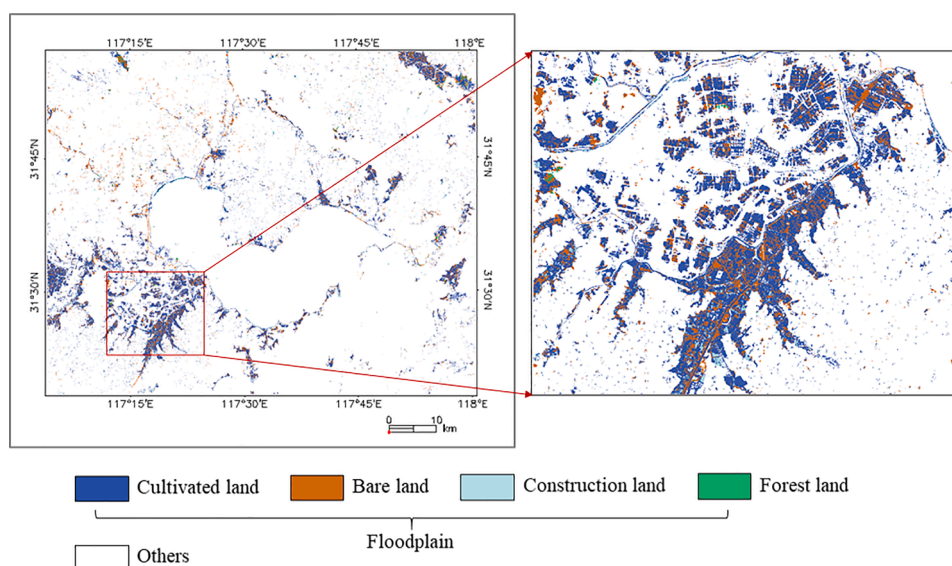 117°15′E 117°30′E 117°45′E 118°E
31°45′N 31°45′N
31°30′N 31°30′N
117°15′E 117°30′E 117°45′E 118°E
0 10
km
Cultivated land Bare land Construction land Forest land
Floodplain
Others